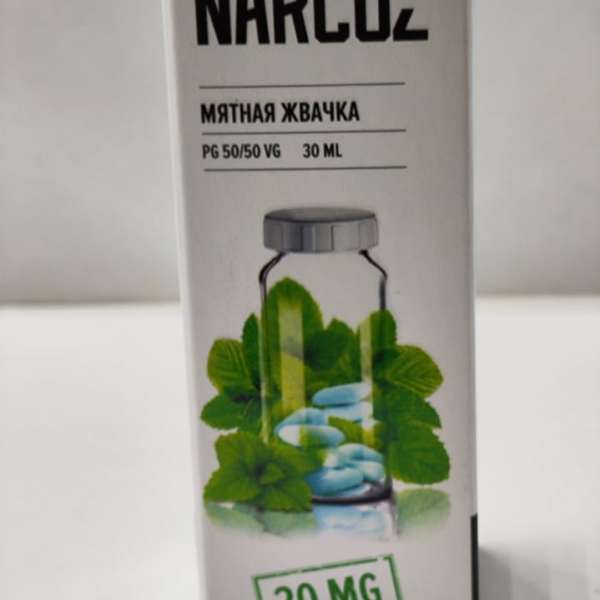 NARCOZ
МЯТНАЯ ЖВАЧКА
PG 50/50 VG 30 ML
20 MG